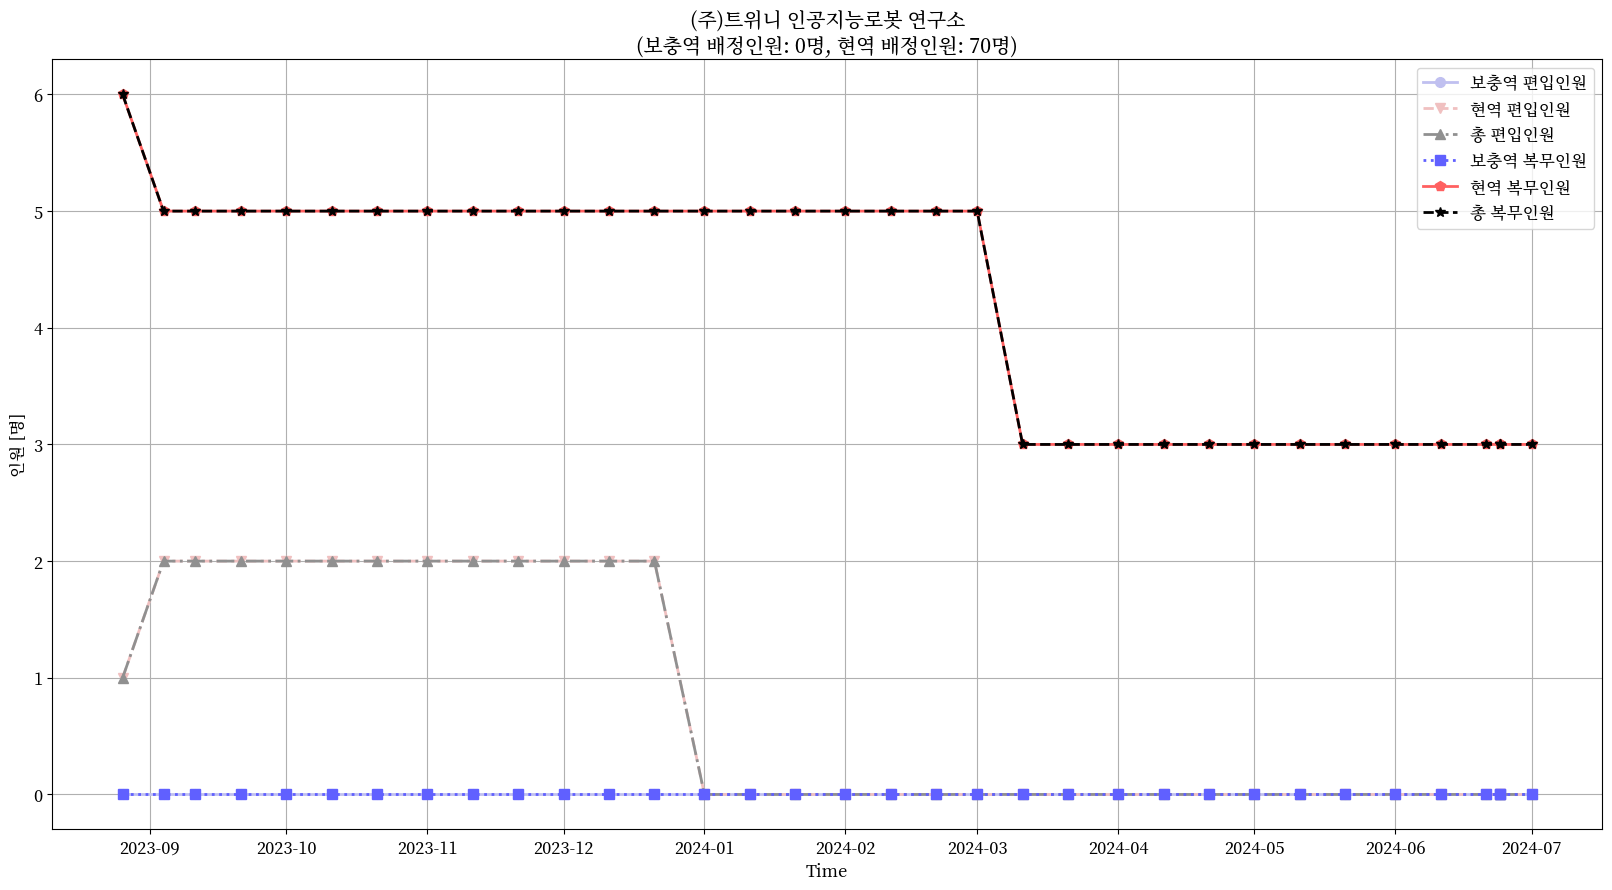 (주)트위니 인공지능로봇 연구소
(보충역 배정인원: 0명, 현역 배정인원: 70명)
보충역 편입인원
현역 편입인원
총 편입인원
보충역 복무인원
현역 복무인원
총 복무인원
6
5
4
3
2
1
0
인원 [명]
2023-09 2023-10 2023-11 2023-12 2024-01 2024-02 2024-03 2024-04 2024-05 2024-06 2024-07
Time